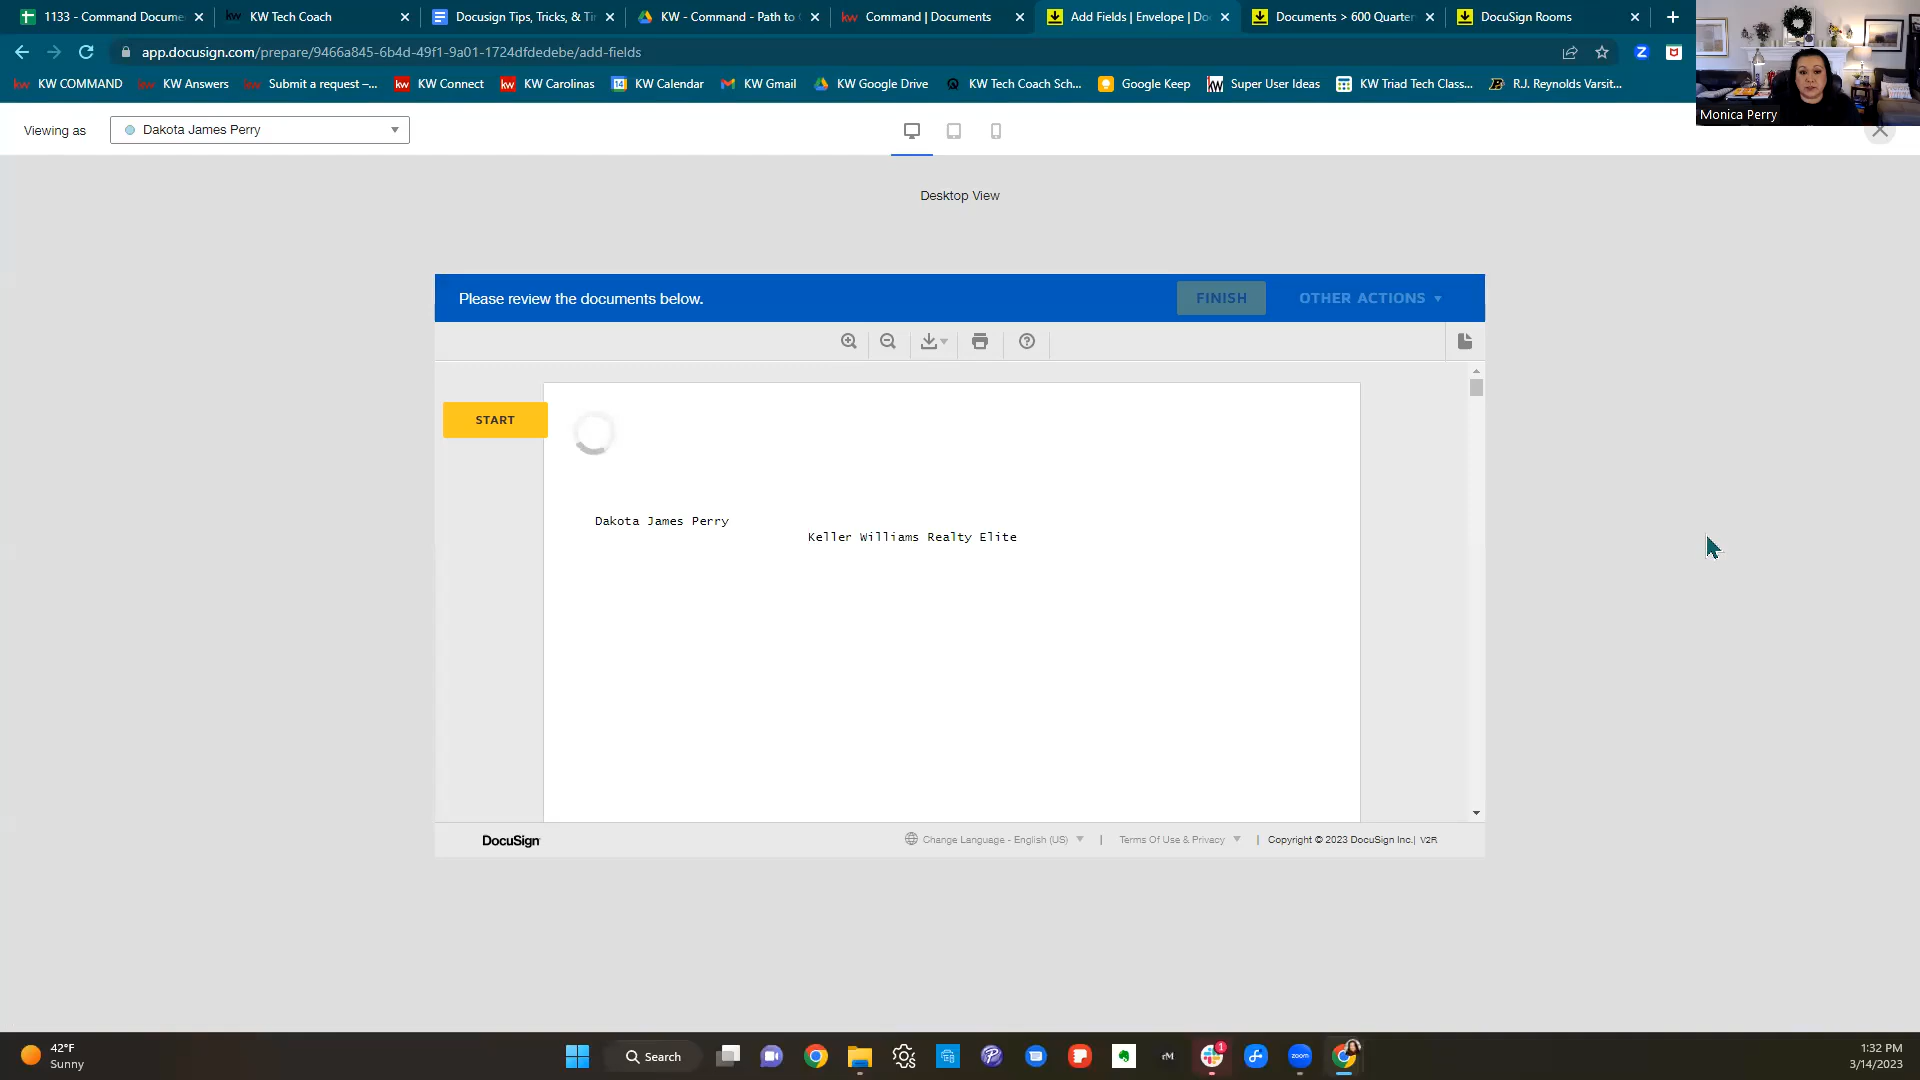 1133 - Command Docume
KW Tech Coach
Docusign Tips, Tricks, & Ti
KW - Command - Path to
Command | Documents
Add Fields | Envelope | Do
Documents > 600 Quarter
DocuSign Rooms
app.docusign.com/prepare/9466a845-6b4d-49f1-9a01-1724dfdedebe/add-fields
KW COMMAND
KW Answers
Submit a request –...
KW Connect
KW Carolinas
KW Calendar
KW Gmail
KW Google Drive
KW Tech Coach Sch...
Google Keep
Super User Ideas
KW Triad Tech Class...
R.J. Reynolds Varsit...
Monica Perry
Viewing as
Dakota James Perry
Desktop View
Please review the documents below.
FINISH
OTHER ACTIONS
START
Dakota James Perry
Keller Williams Realty Elite
DocuSign
Change Language - English (US)
|
Terms Of Use & Privacy
|
Copyright © 2023 DocuSign Inc. | V2R
42°F
Sunny
Search
rM
1
zoom
1:32 PM
3/14/2023